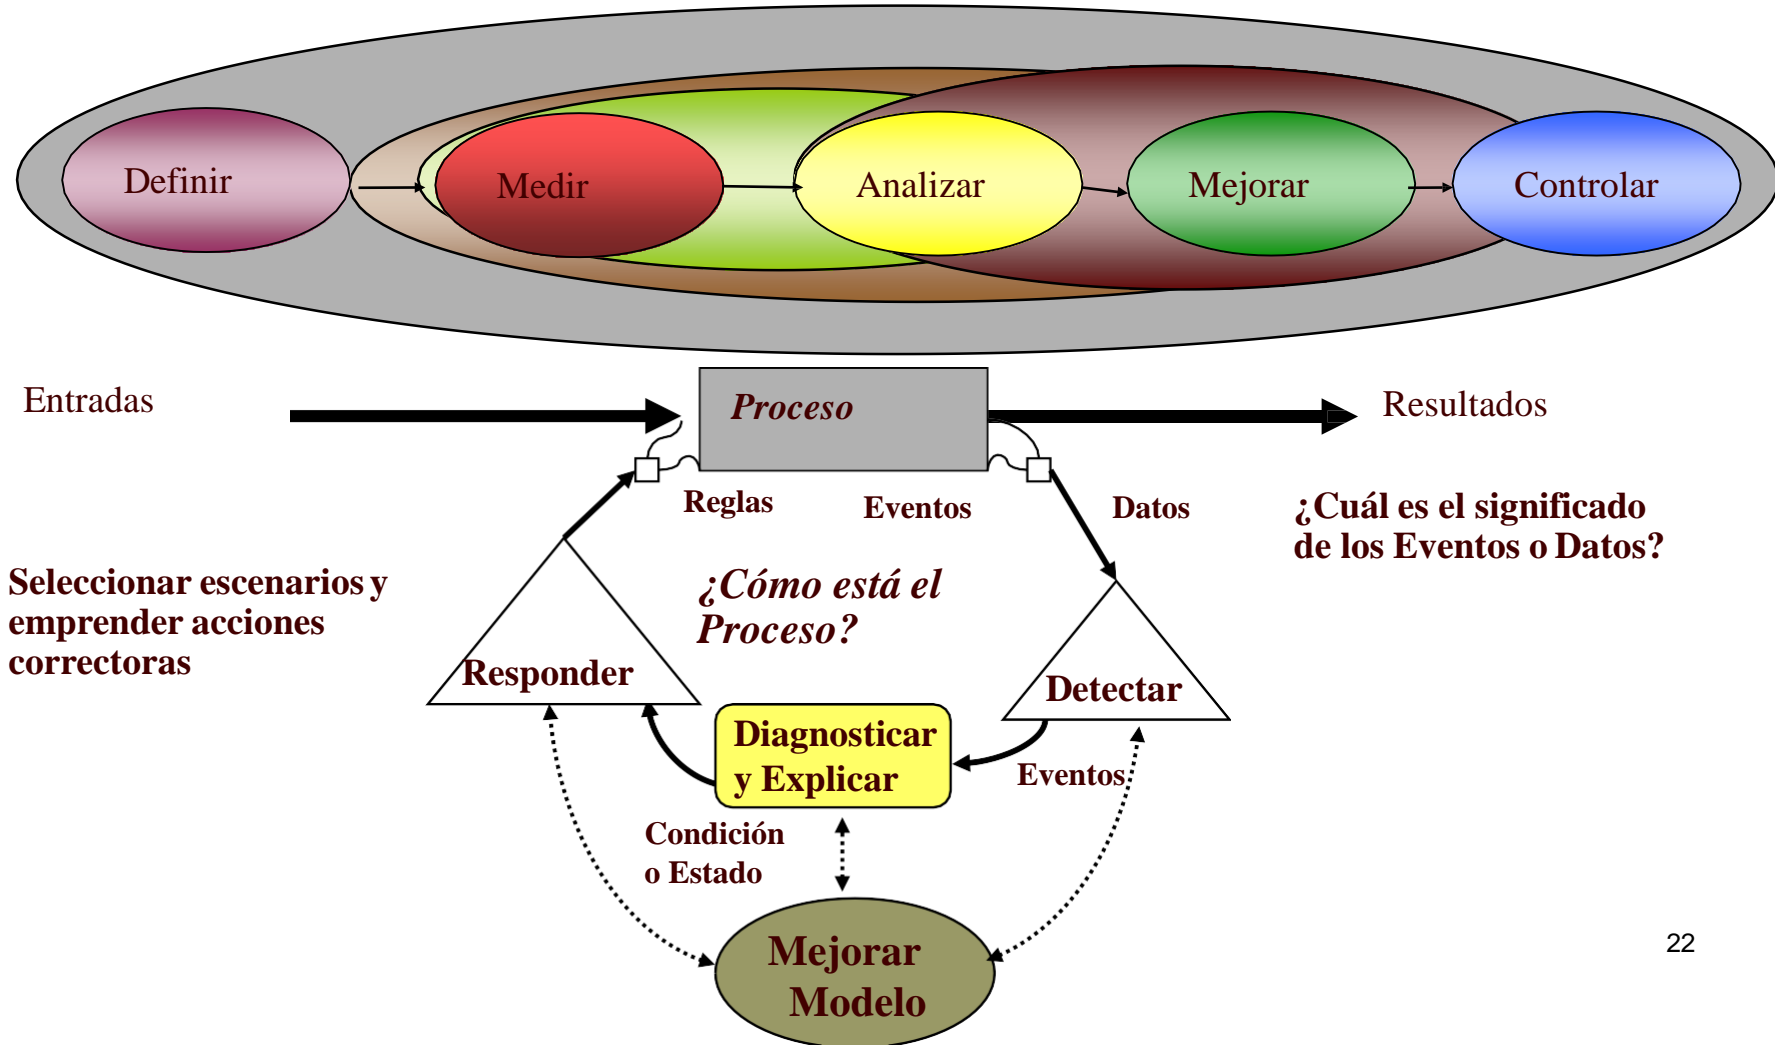 Definir
Medir
Analizar
Mejorar
Controlar
Entradas
Proceso
Resultados
Reglas
Eventos
Datos
¿Cuál es el significado
de los Eventos o Datos?
Seleccionar escenarios y
emprender acciones
correctoras
¿Cómo está el
Proceso?
Responder
Detectar
Diagnosticar
y Explicar
Eventos
Condición
o Estado
Mejorar
Modelo
22